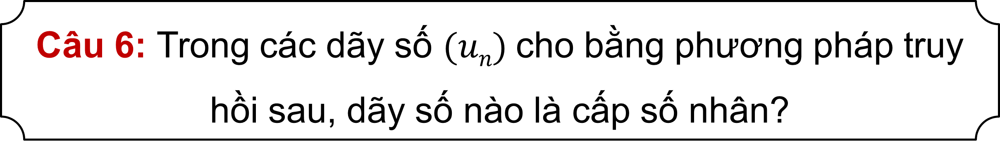 Câu 6: Trong các dãy số (uₙ) cho bằng phương pháp truy
hồi sau, dãy số nào là cấp số nhân?